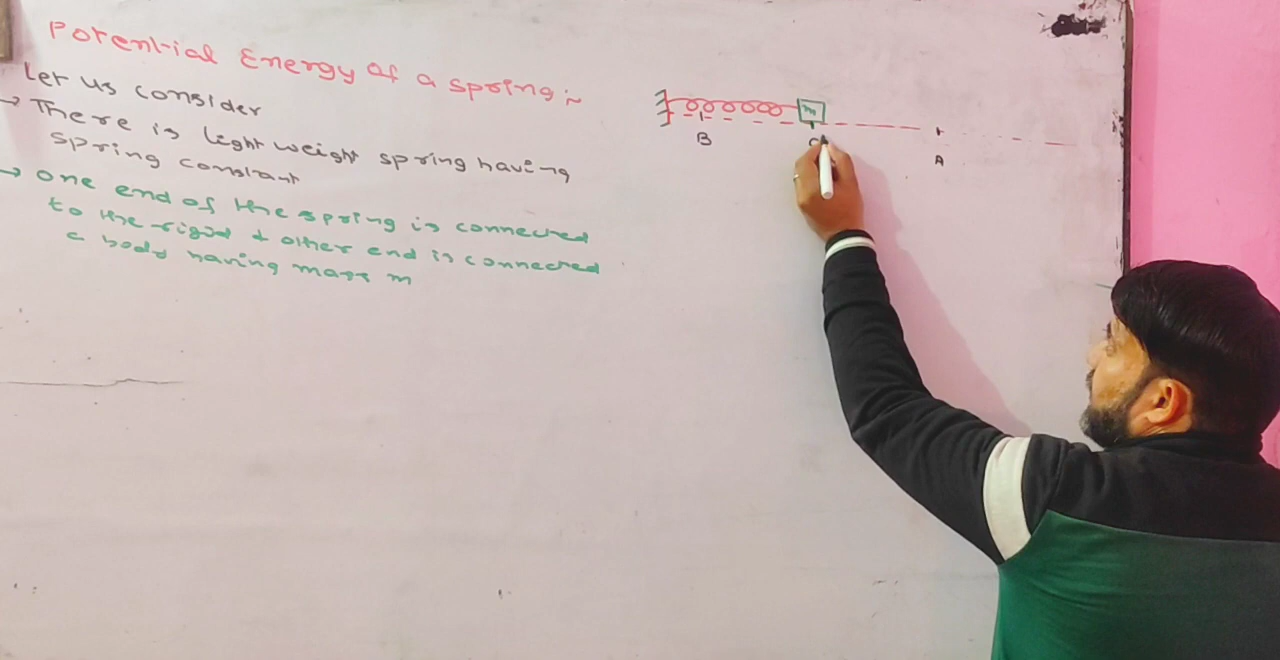 Potential Energy of a spring :~
Let us consider
→ There is light weight spring having
spring constant
→ one end of the spring is connected
to the rigid & other end is connected
a body having mass m
m
B
A